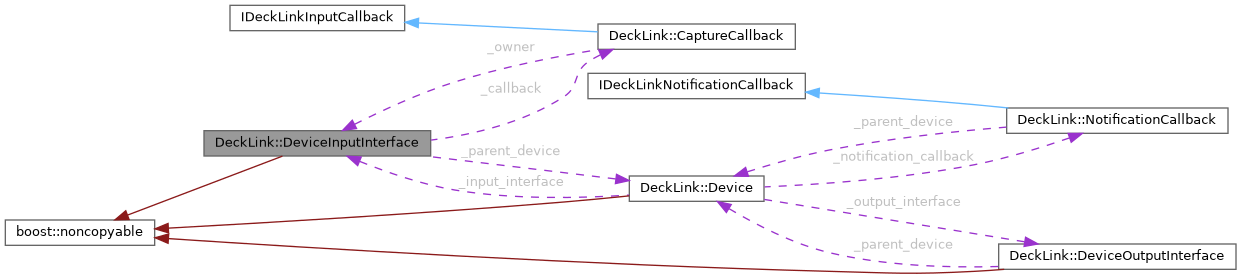 IDeckLinkInputCallback
DeckLink::CaptureCallback
_owner
_callback
IDeckLinkNotificationCallback
DeckLink::NotificationCallback
_parent_device
DeckLink::DeviceInputInterface
_parent_device
_notification_callback
_input_interface
DeckLink::Device
_output_interface
boost::noncopyable
_parent_device
DeckLink::DeviceOutputInterface